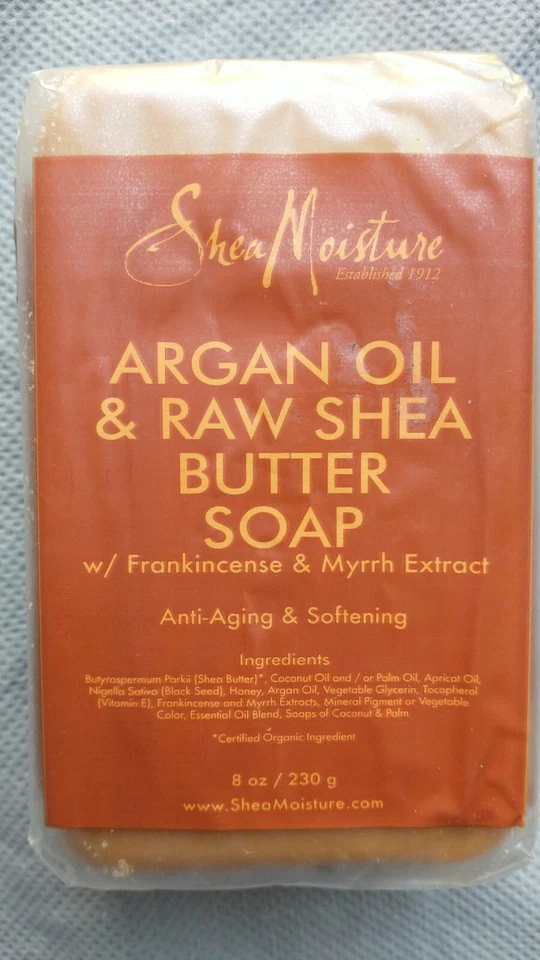 Shea Moisture
Established 1912
ARGAN OIL
& RAW SHEA
BUTTER
SOAP
w/ Frankincense & Myrrh Extract
Anti-Aging & Softening
Ingredients
Butyrospermum Parkii (Shea Butter)*, Coconut Oil and / or Palm Oil, Apricot Oil,
Nigella Sativa (Black Seed), Honey, Argan Oil, Vegetable Glycerin, Tocopherol
(Vitamin E), Frankincense and Myrrh Extracts, Mineral Pigment or Vegetable
Color, Essential Oil Blend, Soaps of Coconut & Palm
*Certified Organic Ingredient
8 oz / 230 g
www.SheaMoisture.com